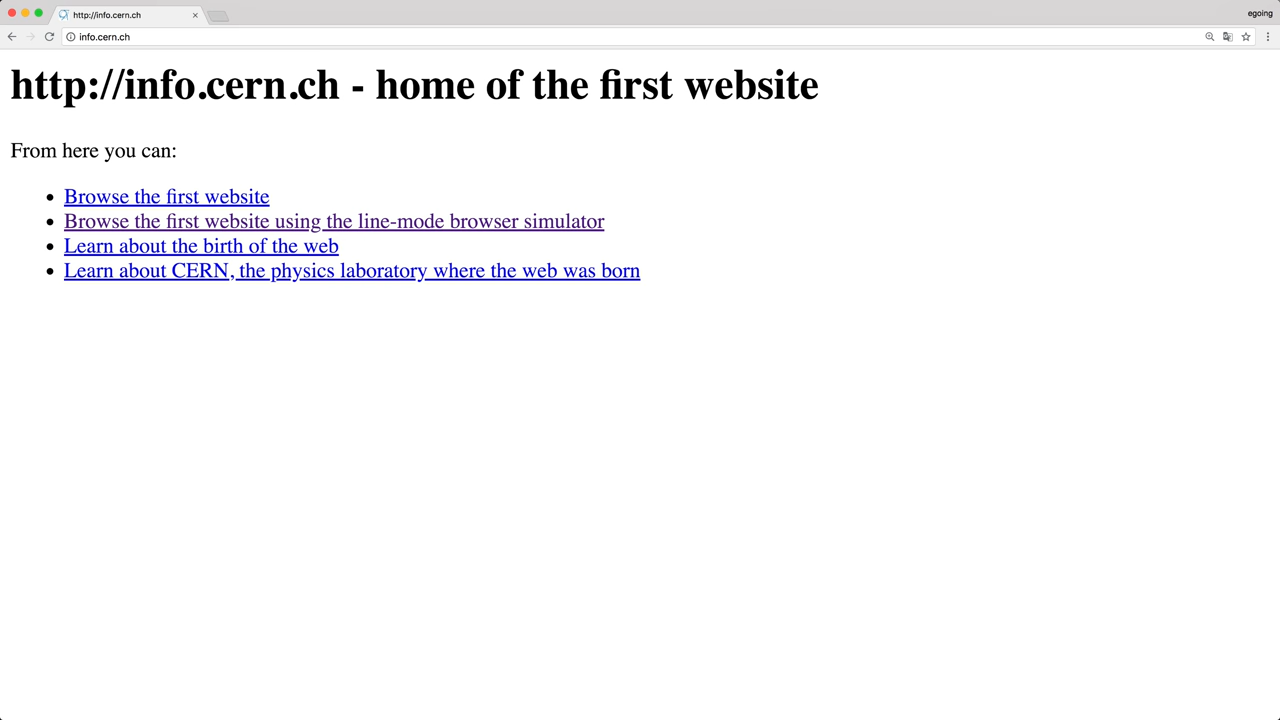 http://info.cern.ch
egoing
info.cern.ch
http://info.cern.ch - home of the first website
From here you can:
Browse the first website
Browse the first website using the line-mode browser simulator
Learn about the birth of the web
Learn about CERN, the physics laboratory where the web was born